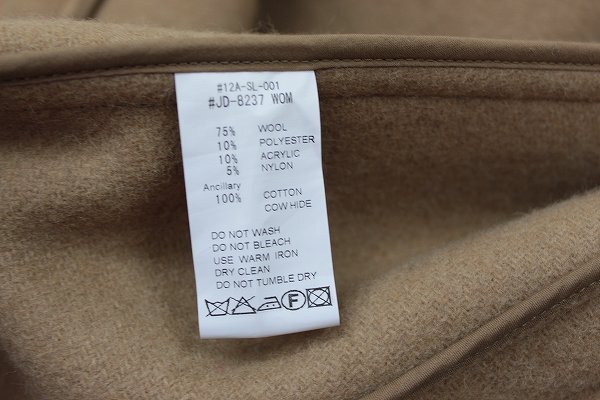 #12A-SL-001
#JD-8237 WOM
75% WOOL
10% POLYESTER
10% ACRYLIC
5% NYLON
Ancillary
100% COTTON
COW HIDE
DO NOT WASH
DO NOT BLEACH
USE WARM IRON
DRY CLEAN
DO NOT TUMBLE DRY
F